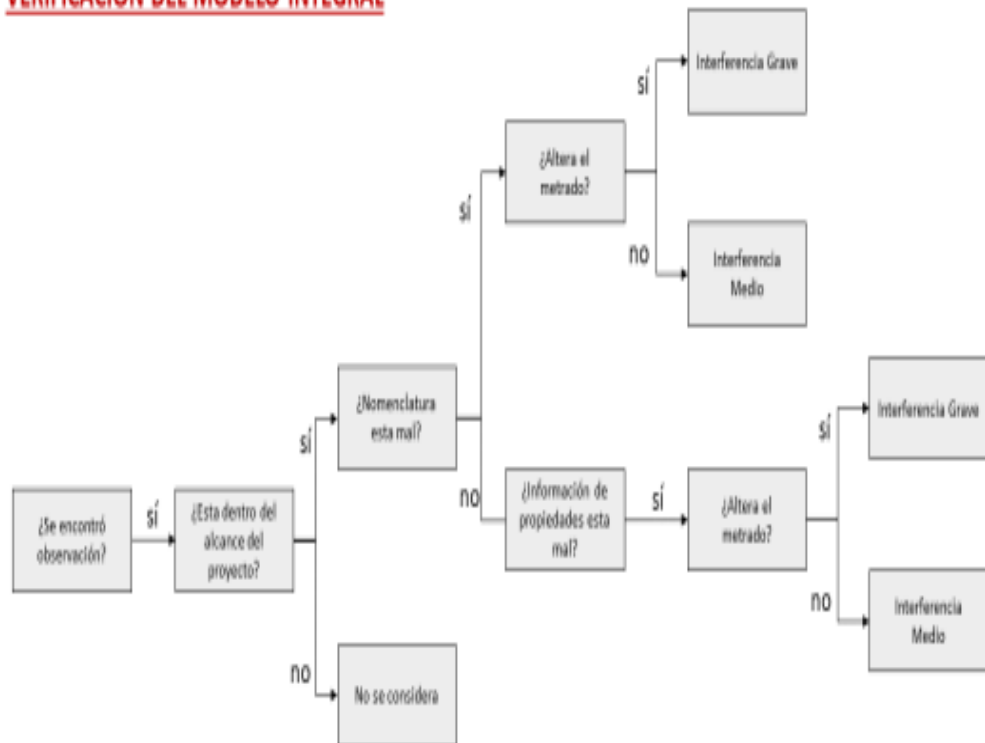 VERIFICACIÓN DEL MODELO INTEGRAL
Interferencia Grave
sí
¿Altera el
metrado?
sí
no
Interferencia
Medio
¿Nomenclatura
esta mal?
sí
Interferencia Grave
sí
no
¿Información de
propiedades esta
mal?
sí
¿Altera el
metrado?
¿Se encontró
observación?
sí
¿Esta dentro del
alcance del
proyecto?
no
Interferencia
Medio
no
No se considera